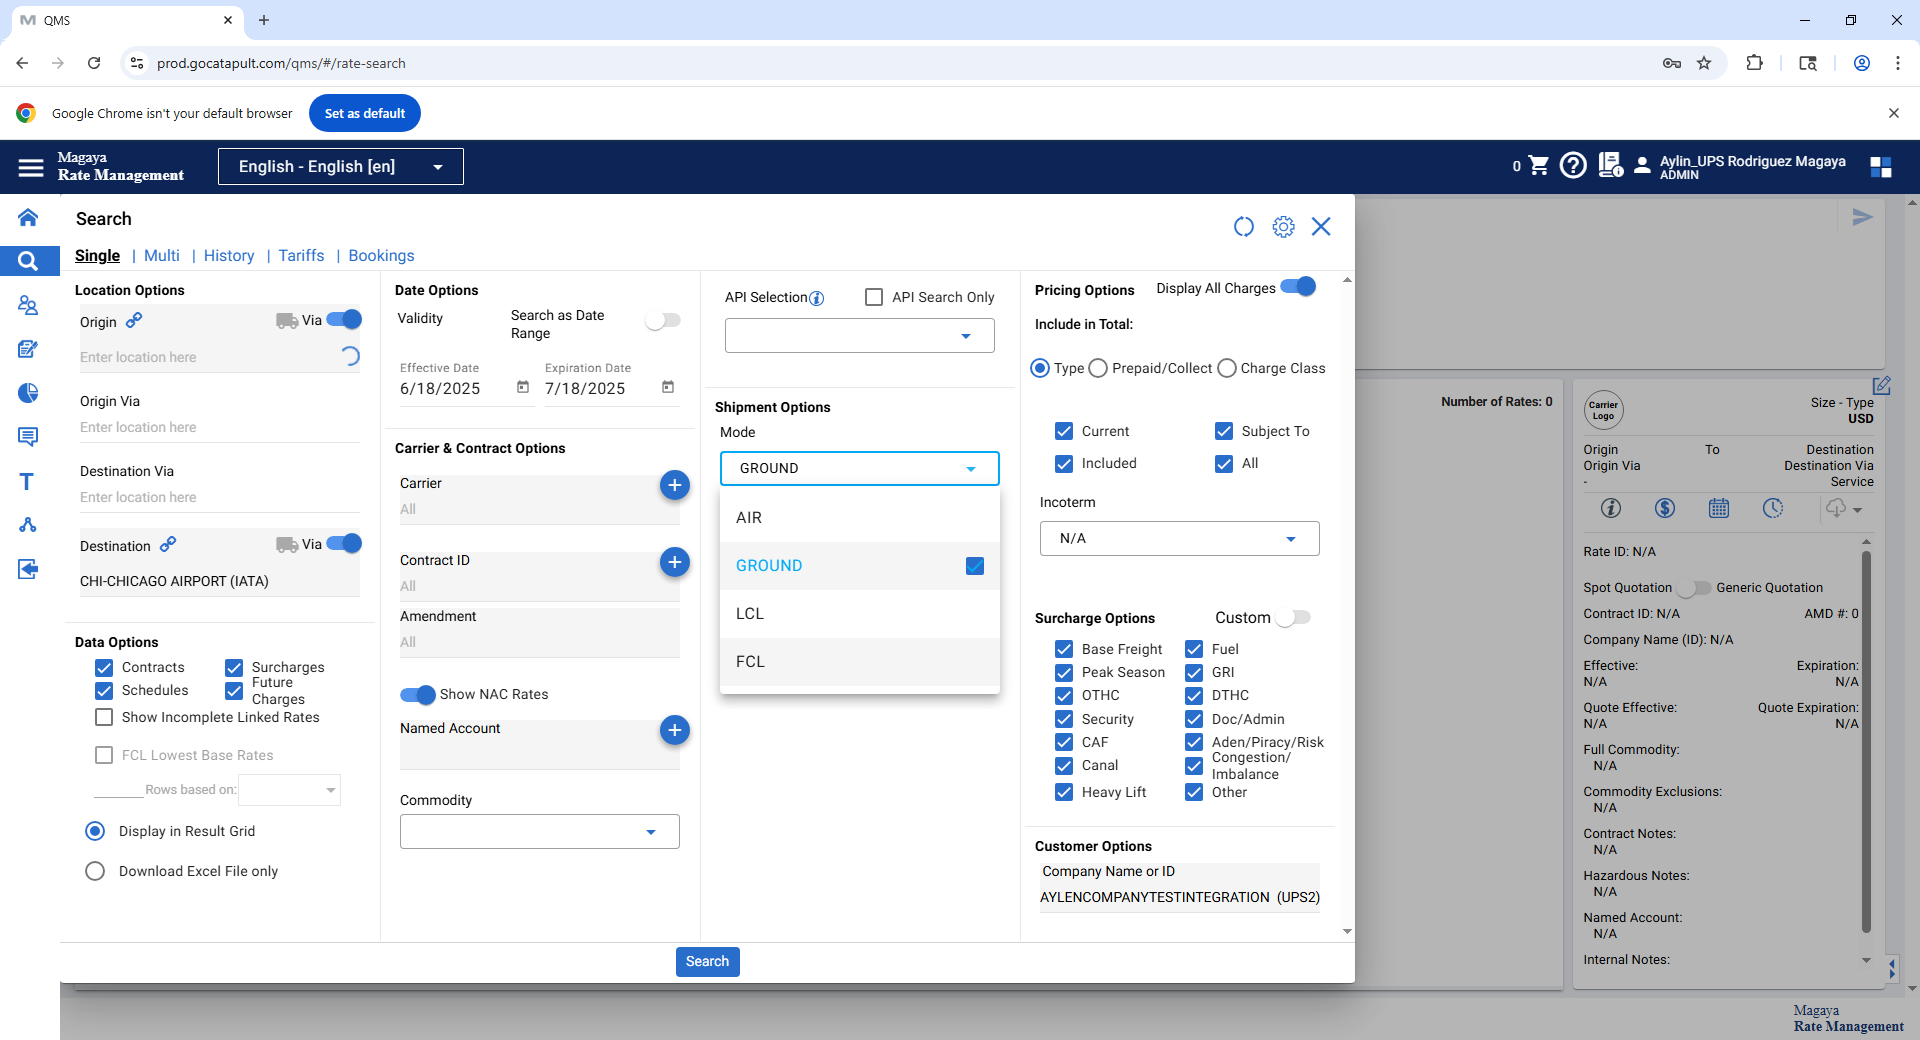 QMS
prod.gocatapult.com/qms/#/rate-search
Google Chrome isn't your default browser
Set as default
Magaya
Rate Management
English - English [en]
0
Aylin_UPS Rodriguez Magaya
ADMIN
Search
Single | Multi | History | Tariffs | Bookings
Location Options
Origin
Via
Enter location here
Origin Via
Enter location here
Destination Via
Enter location here
Destination
Via
CHI-CHICAGO AIRPORT (IATA)
Data Options
Contracts
Surcharges
Schedules
Future Charges
Show Incomplete Linked Rates
FCL Lowest Base Rates
Rows based on:
Display in Result Grid
Download Excel File only
Date Options
Validity
Search as Date Range
Effective Date
Expiration Date
6/18/2025
7/18/2025
Carrier & Contract Options
Carrier
All
Contract ID
All
Amendment
All
Show NAC Rates
Named Account
Commodity
API Selection
API Search Only
Shipment Options
Mode
GROUND
AIR
GROUND
LCL
FCL
Pricing Options
Display All Charges
Include in Total:
Type
Prepaid/Collect
Charge Class
Current
Subject To
Included
All
Incoterm
N/A
Surcharge Options
Custom
Base Freight
Fuel
Peak Season
GRI
OTHC
DTHC
Security
Doc/Admin
CAF
Aden/Piracy/Risk
Canal
Congestion/
Imbalance
Heavy Lift
Other
Customer Options
Company Name or ID
AYLENCOMPANYTESTINTEGRATION (UPS2)
Search
Number of Rates: 0
Carrier
Logo
Size - Type
USD
Origin
To
Destination
Origin Via
Destination Via
-
Service
Rate ID: N/A
Spot Quotation
Generic Quotation
Contract ID: N/A
AMD #: 0
Company Name (ID): N/A
Effective:
Expiration:
N/A
N/A
Quote Effective:
Quote Expiration:
N/A
N/A
Full Commodity:
N/A
Commodity Exclusions:
N/A
Contract Notes:
N/A
Hazardous Notes:
N/A
Named Account:
N/A
Internal Notes:
Magaya
Rate Management